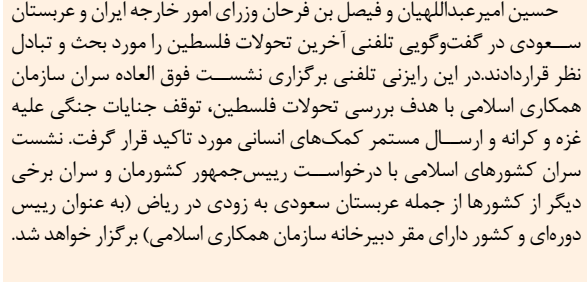 حسین امیرعبداللهیان و فیصل بن فرحان وزرای امور خارجه ایران و عربستان
سعودی در گفت‌وگویی تلفنی آخرین تحولات فلسطین را مورد بحث و تبادل
نظر قراردادند.در این رایزنی تلفنی برگزاری نشست فوق العاده سران سازمان
همکاری اسلامی با هدف بررسی تحولات فلسطین، توقف جنایات جنگی علیه
غزه و کرانه و ارسال مستمر کمک‌های انسانی مورد تاکید قرار گرفت. نشست
سران کشورهای اسلامی با درخواست رییس‌جمهور کشورمان و سران برخی
دیگر از کشورها از جمله عربستان سعودی به زودی در ریاض (به عنوان رییس
دوره‌ای و کشور دارای مقر دبیرخانه سازمان همکاری اسلامی) برگزار خواهد شد.